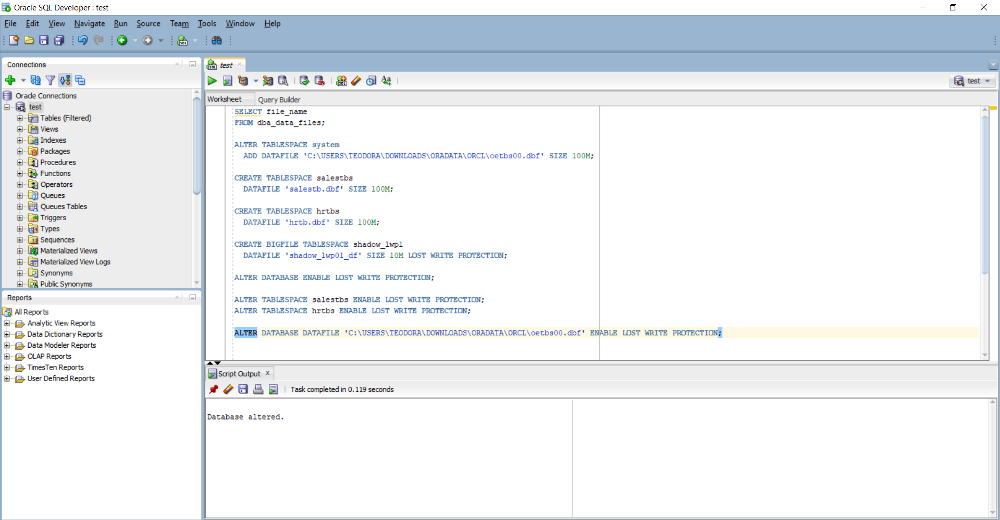 Oracle SQL Developer : test
File Edit View Navigate Run Source Team Tools Window Help
Connections
Oracle Connections
test
Tables (Filtered)
Views
Indexes
Packages
Procedures
Functions
Operators
Queues
Queues Tables
Triggers
Types
Sequences
Materialized Views
Materialized View Logs
Synonyms
Public Synonyms
Reports
All Reports
Analytic View Reports
Data Dictionary Reports
Data Modeler Reports
OLAP Reports
TimesTen Reports
User Defined Reports
test
test
Worksheet Query Builder
SELECT file_name
FROM dba_data_files;
ALTER TABLESPACE system
ADD DATAFILE 'C:\USERS\TEODORA\DOWNLOADS\ORADATA\ORCL\oetbs00.dbf' SIZE 100M;
CREATE TABLESPACE salestbs
DATAFILE 'salestb.dbf' SIZE 100M;
CREATE TABLESPACE hrtbs
DATAFILE 'hrtb.dbf' SIZE 100M;
CREATE BIGFILE TABLESPACE shadow_lwp1
DATAFILE 'shadow_lwp01_df' SIZE 10M LOST WRITE PROTECTION;
ALTER DATABASE ENABLE LOST WRITE PROTECTION;
ALTER TABLESPACE salestbs ENABLE LOST WRITE PROTECTION;
ALTER TABLESPACE hrtbs ENABLE LOST WRITE PROTECTION;
ALTER DATABASE DATAFILE 'C:\USERS\TEODORA\DOWNLOADS\ORADATA\ORCL\oetbs00.dbf' ENABLE LOST WRITE PROTECTION;
Script Output
Task completed in 0.119 seconds
Database altered.